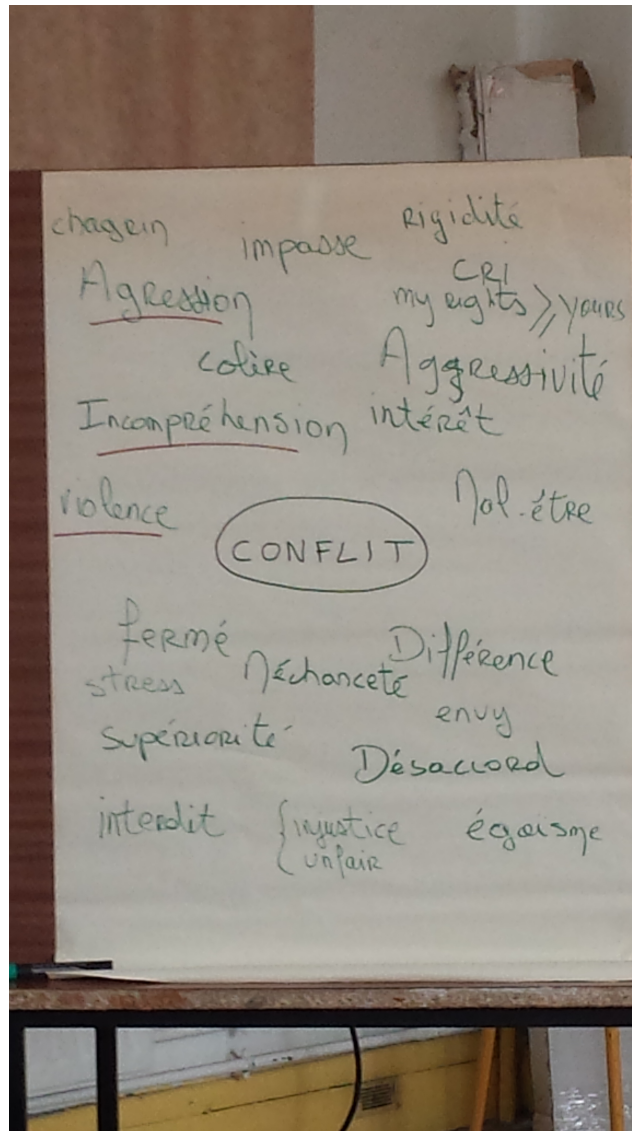 chagrin
impasse
Rigidité
Agression
CRI
my rights >, yours
colère
Aggressivité
Incompréhension
intérêt
violence
Mal-être
CONFLIT
fermé
Différence
stress
Méchanceté
envy
supériorité
Désaccord
interdit
{injustice
égoïsme
{unfair